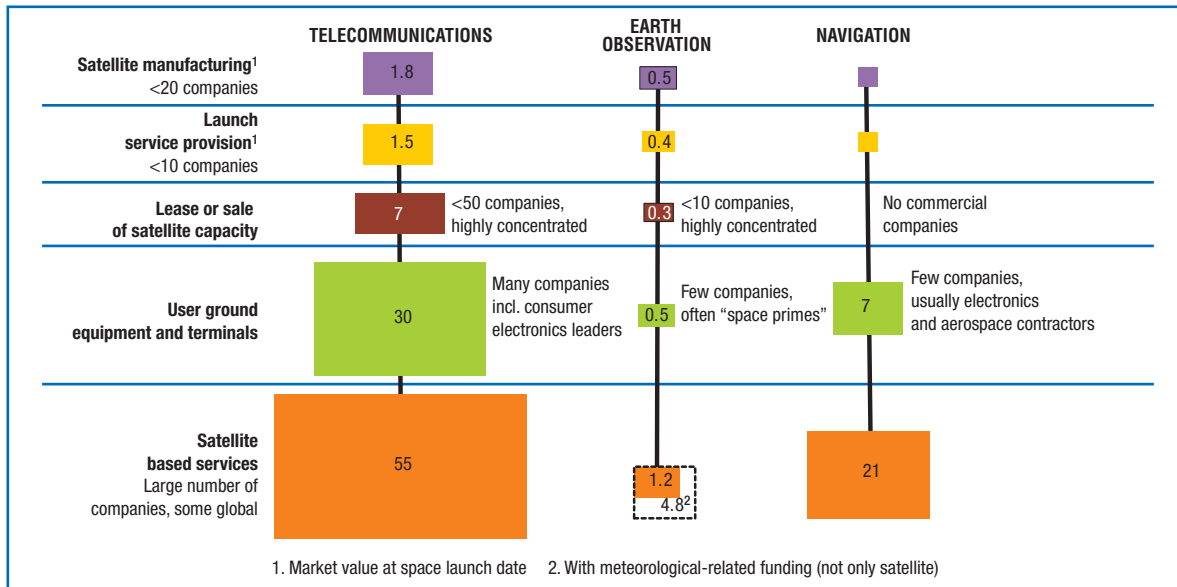 TELECOMMUNICATIONS
EARTH
OBSERVATION
NAVIGATION
Satellite manufacturing¹
<20 companies
1.8
0.5
Launch
service provision¹
<10 companies
1.5
0.4
Lease or sale
of satellite capacity
7
<50 companies,
highly concentrated
0.3
<10 companies,
highly concentrated
No commercial
companies
User ground
equipment and terminals
30
Many companies
incl. consumer
electronics leaders
0.5
Few companies,
often “space primes”
7
Few companies,
usually electronics
and aerospace contractors
Satellite
based services
Large number of
companies, some global
55
1.2
4.8²
21
1. Market value at space launch date 2. With meteorological-related funding (not only satellite)